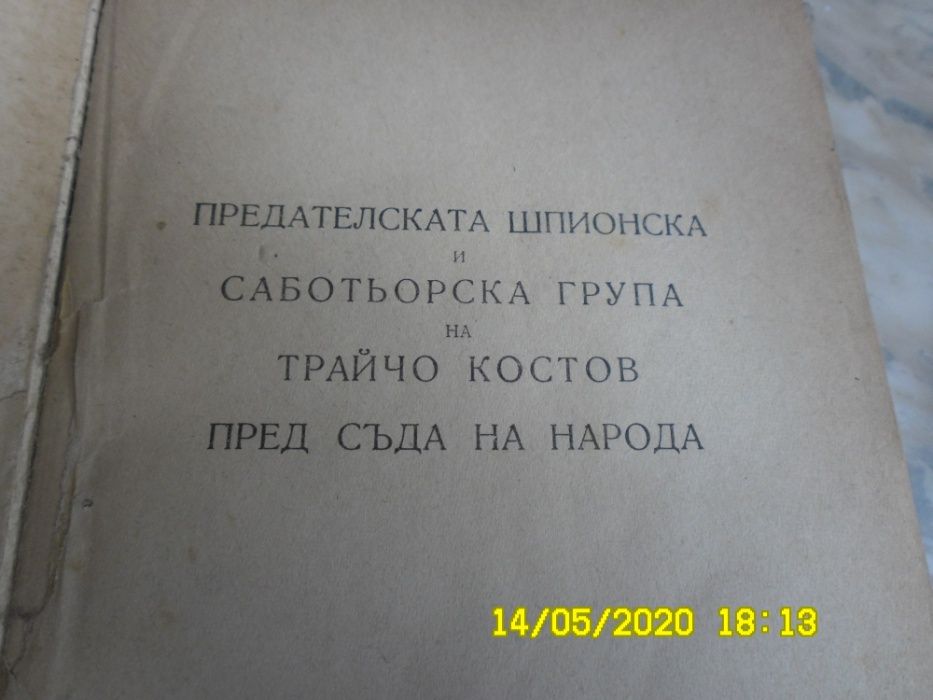 ПРЕДАТЕЛСКАТА ШПИОНСКА
И
САБОТЬОРСКА ГРУПА
НА
ТРАЙЧО КОСТОВ
ПРЕД СЪДА НА НАРОДА
14/05/2020 18:13